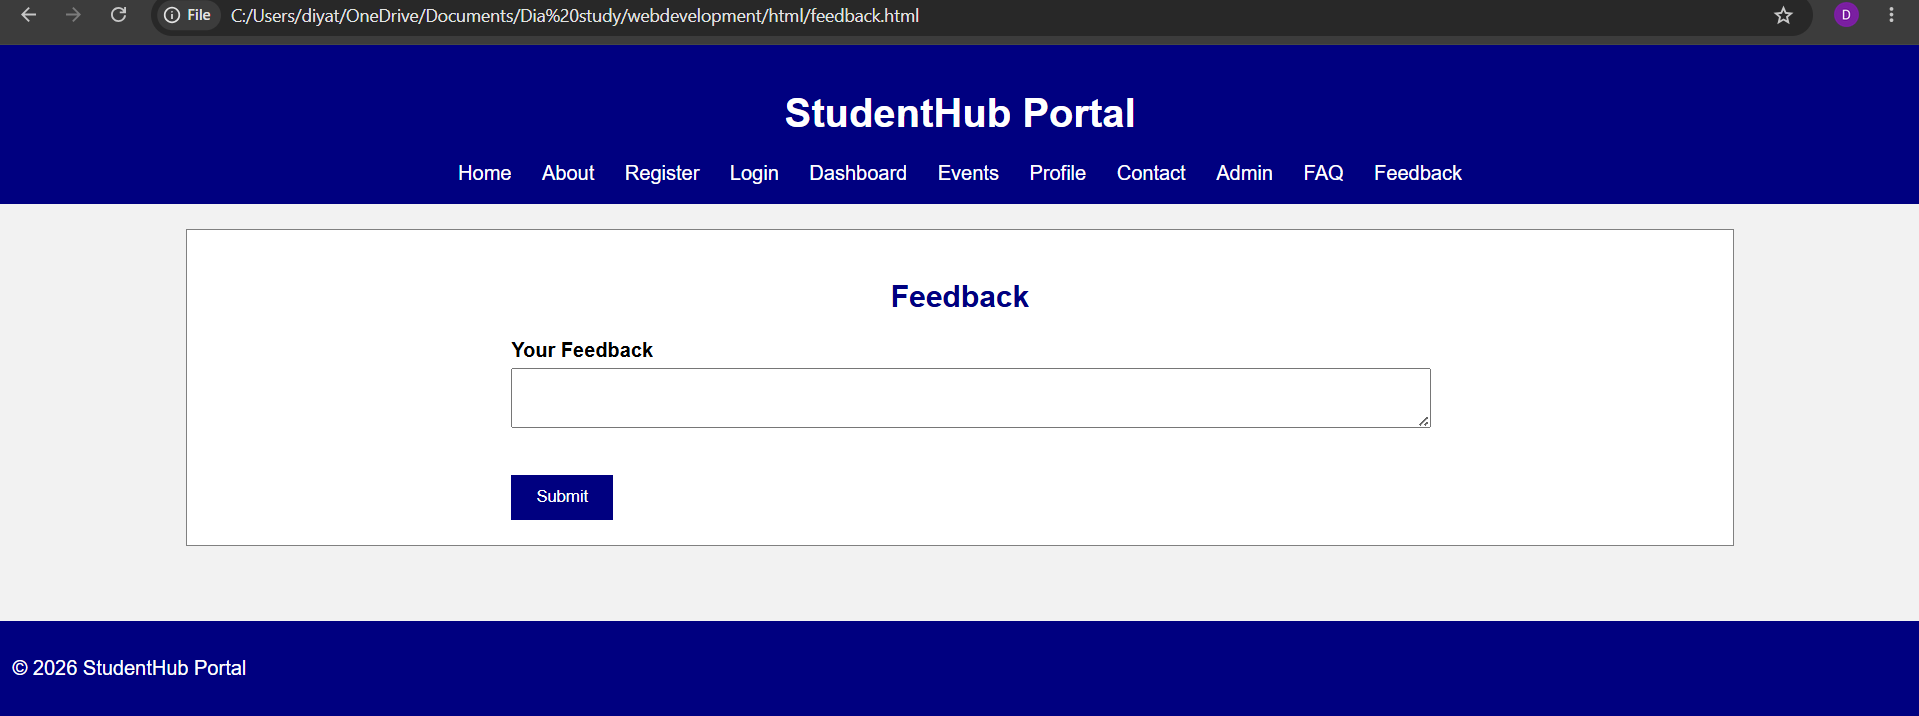 File C:/Users/diyat/OneDrive/Documents/Dia%20study/webdevelopment/html/feedback.html
D
StudentHub Portal
Home About Register Login Dashboard Events Profile Contact Admin FAQ Feedback
Feedback
Your Feedback
Submit
© 2026 StudentHub Portal